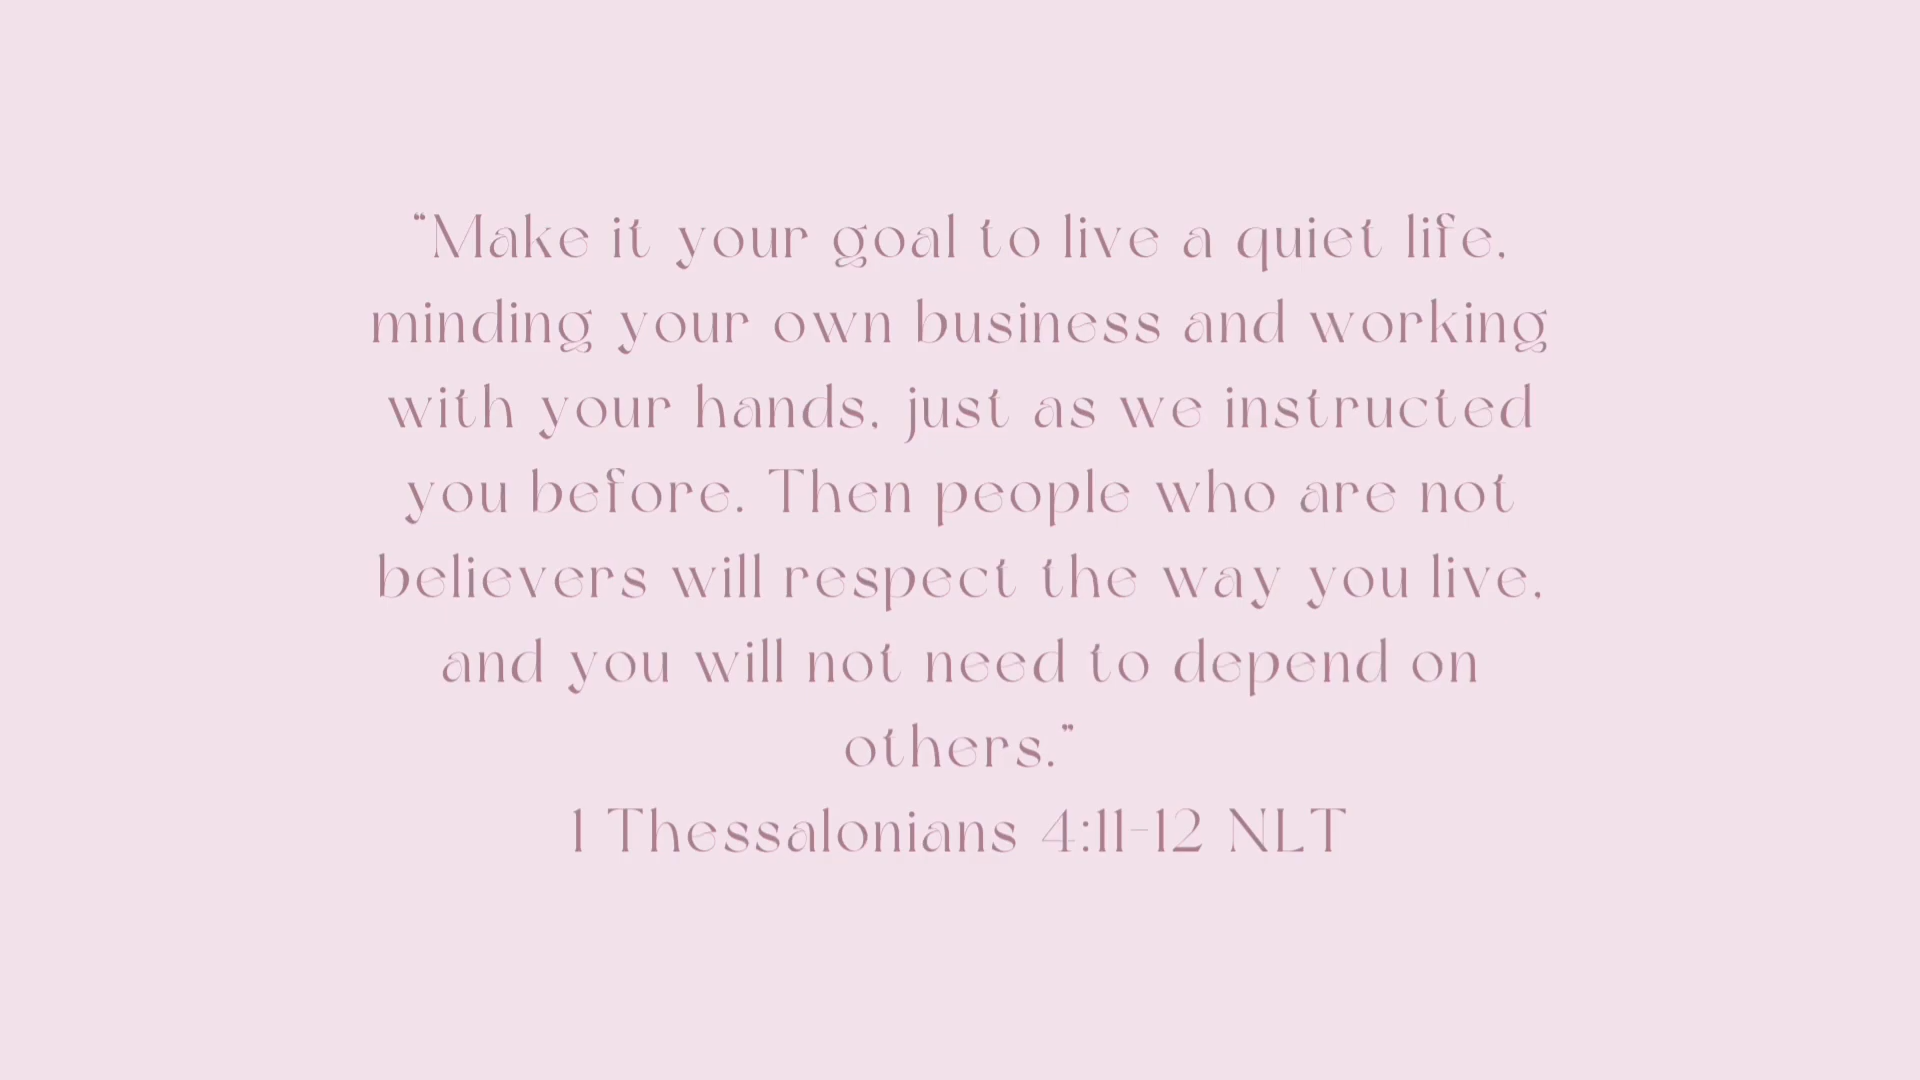 “Make it your goal to live a quiet life,
minding your own business and working
with your hands, just as we instructed
you before. Then people who are not
believers will respect the way you live,
and you will not need to depend on
others.”
1 Thessalonians 4:11-12 NLT